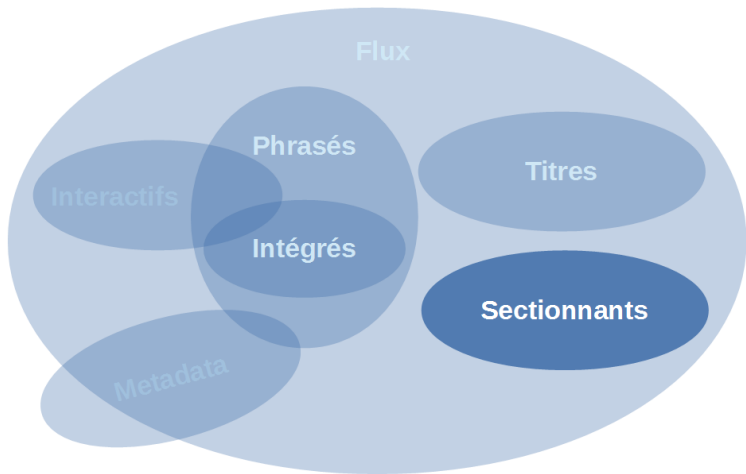 Flux
Phrasés
Titres
Interactifs
Intégrés
Sectionnants
Metadata